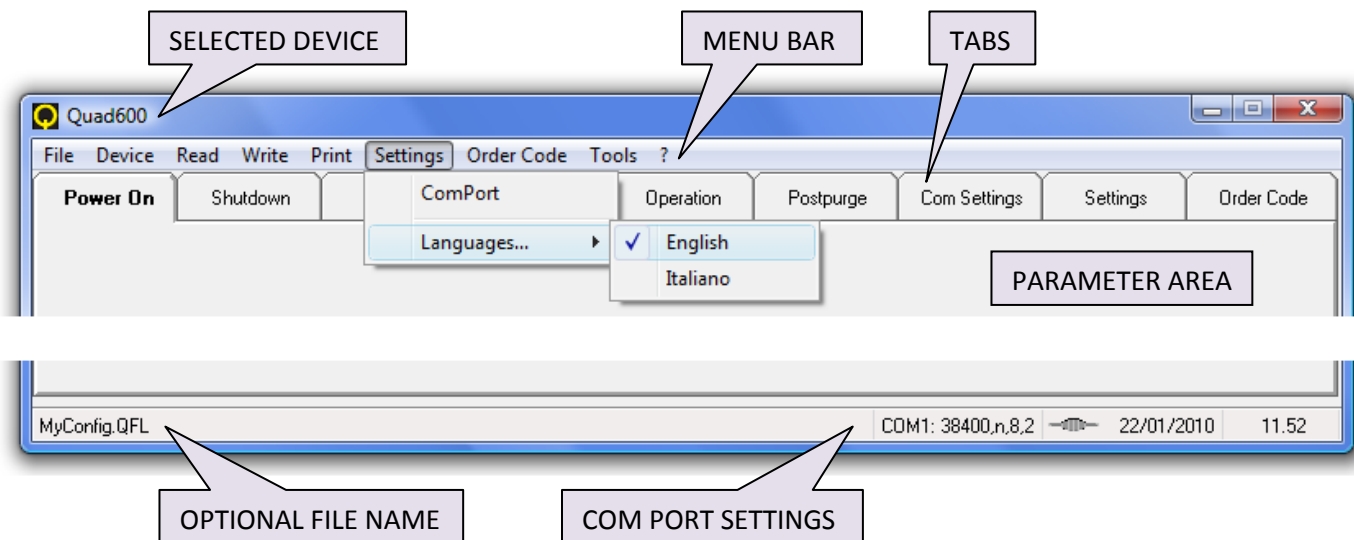 SELECTED DEVICE MENU BAR TABS
Quad600
File Device Read Write Print Settings Order Code Tools ?
Power On Shutdown ComPort Operation Postpurge Com Settings Settings Order Code
Languages... English
Italiano
PARAMETER AREA
MyConfig.QFL COM1: 38400,n,8,2 22/01/2010 11.52
OPTIONAL FILE NAME COM PORT SETTINGS